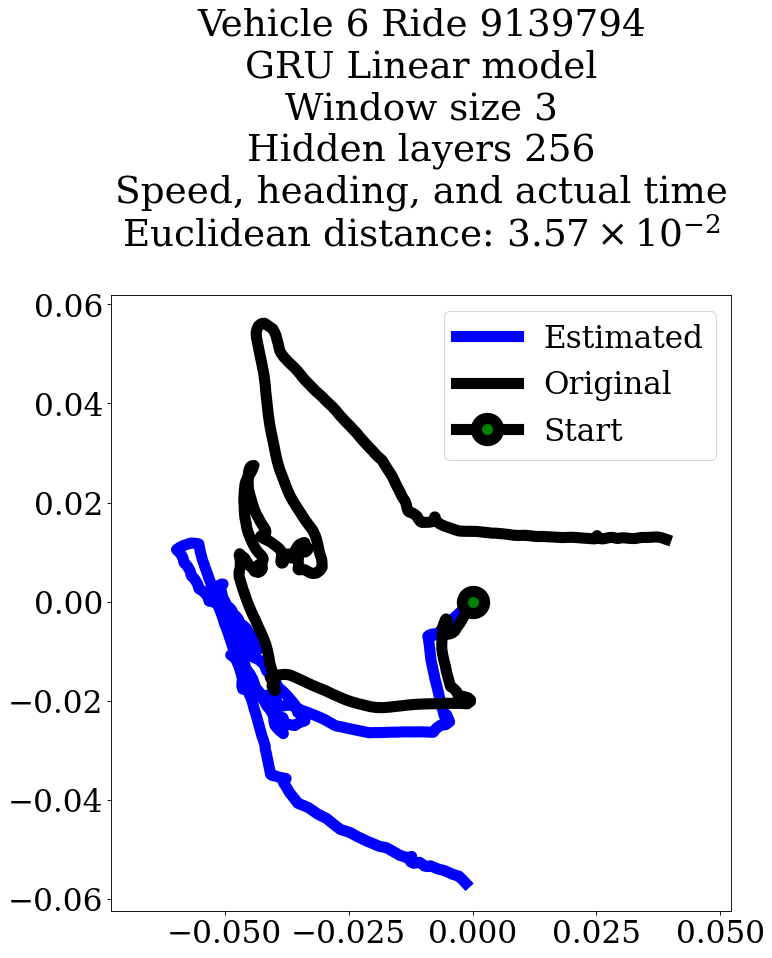 Vehicle 6 Ride 9139794
GRU Linear model
Window size 3
Hidden layers 256
Speed, heading, and actual time
Euclidean distance: 3.57 × 10⁻²
Estimated
Original
Start
0.06
0.04
0.02
0.00
−0.02
−0.04
−0.06
−0.050 −0.025 0.000 0.025 0.050